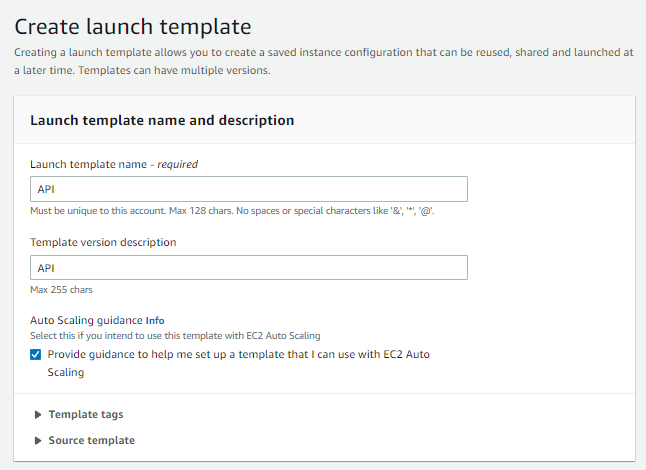 Create launch template
Creating a launch template allows you to create a saved instance configuration that can be reused, shared and launched at
a later time. Templates can have multiple versions.
Launch template name and description
Launch template name - required
API
Must be unique to this account. Max 128 chars. No spaces or special characters like '&', '*', '@'.
Template version description
API
Max 255 chars
Auto Scaling guidance Info
Select this if you intend to use this template with EC2 Auto Scaling
Provide guidance to help me set up a template that I can use with EC2 Auto
Scaling
Template tags
Source template